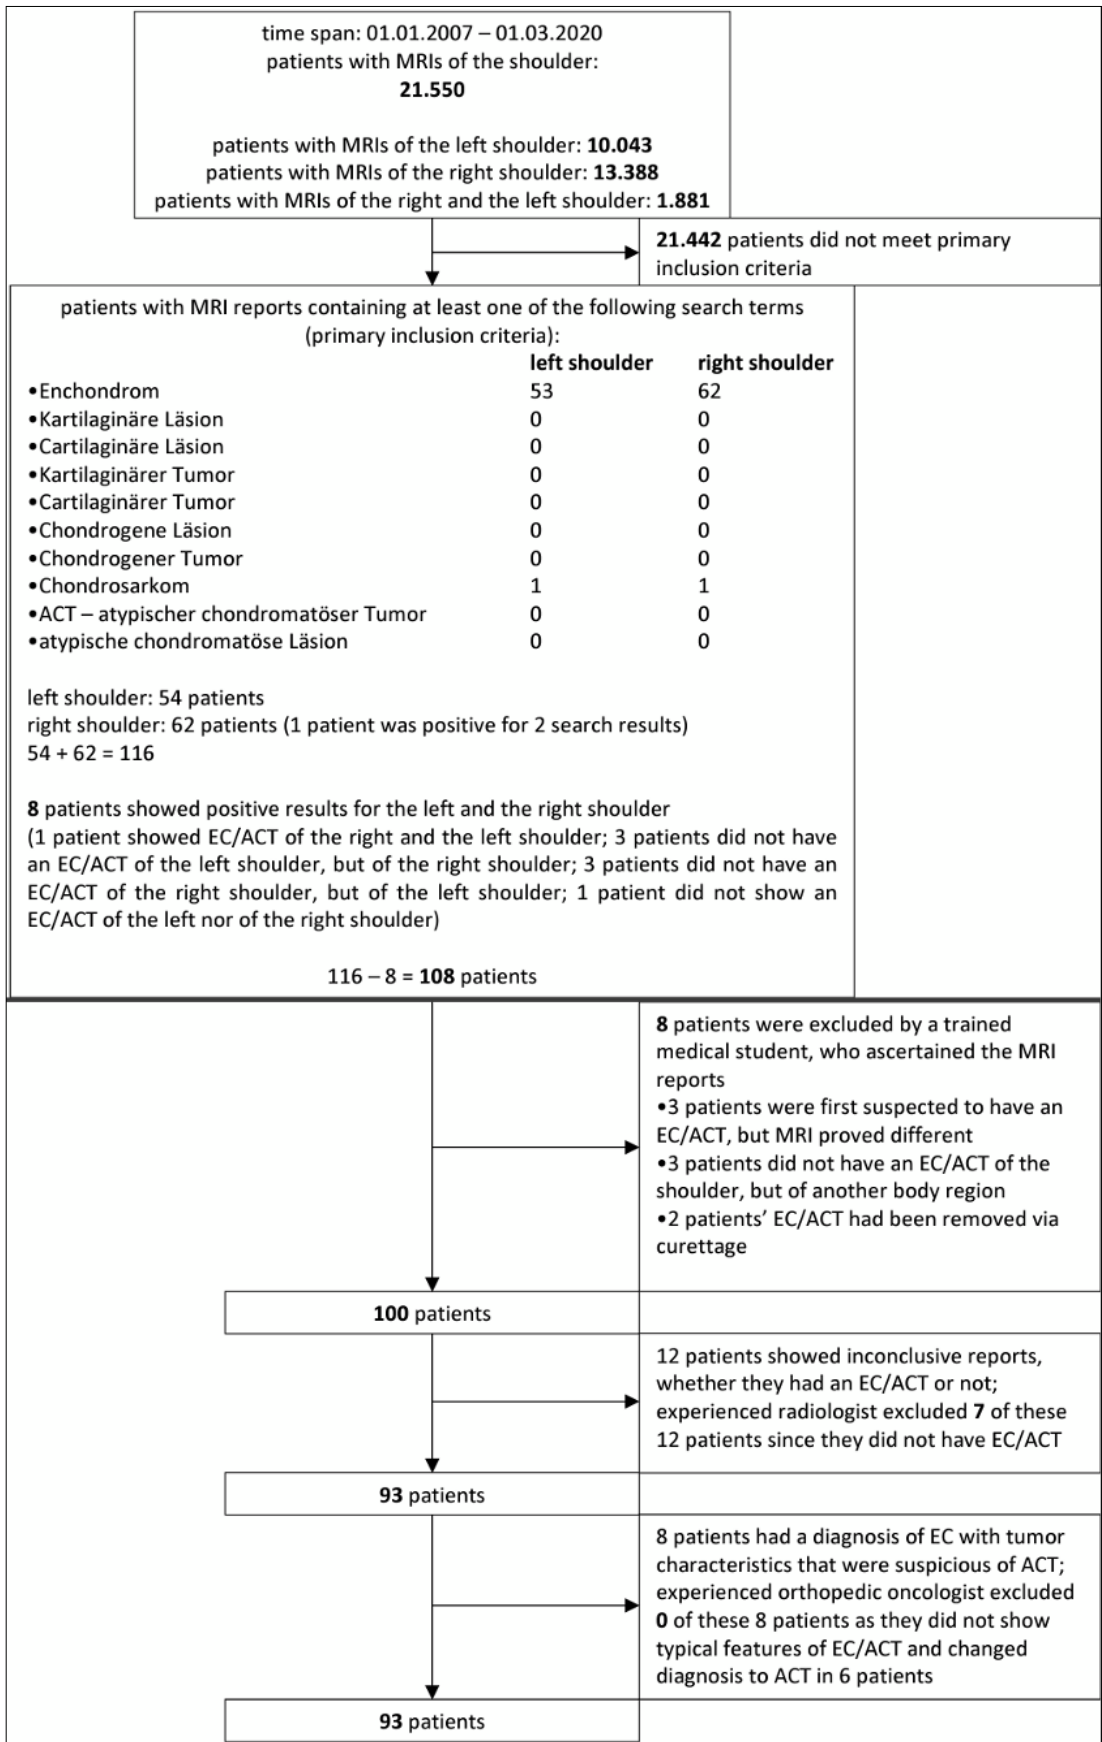 time span: 01.01.2007 – 01.03.2020
patients with MRIs of the shoulder:
21.550
patients with MRIs of the left shoulder: 10.043
patients with MRIs of the right shoulder: 13.388
patients with MRIs of the right and the left shoulder: 1.881
21.442 patients did not meet primary
inclusion criteria
patients with MRI reports containing at least one of the following search terms
(primary inclusion criteria):
left shoulder right shoulder
•Enchondrom 53 62
•Kartilaginäre Läsion 0 0
•Cartilaginäre Läsion 0 0
•Kartilaginärer Tumor 0 0
•Cartilaginärer Tumor 0 0
•Chondrogene Läsion 0 0
•Chondrogener Tumor 0 0
•Chondrosarkom 1 1
•ACT – atypischer chondromatöser Tumor 0 0
•atypische chondromatöse Läsion 0 0
left shoulder: 54 patients
right shoulder: 62 patients (1 patient was positive for 2 search results)
54 + 62 = 116
8 patients showed positive results for the left and the right shoulder
(1 patient showed EC/ACT of the right and the left shoulder; 3 patients did not have
an EC/ACT of the left shoulder, but of the right shoulder; 3 patients did not have an
EC/ACT of the right shoulder, but of the left shoulder; 1 patient did not show an
EC/ACT of the left nor of the right shoulder)
116 – 8 = 108 patients
8 patients were excluded by a trained
medical student, who ascertained the MRI
reports
•3 patients were first suspected to have an
EC/ACT, but MRI proved different
•3 patients did not have an EC/ACT of the
shoulder, but of another body region
•2 patients’ EC/ACT had been removed via
curettage
100 patients
12 patients showed inconclusive reports,
whether they had an EC/ACT or not;
experienced radiologist excluded 7 of these
12 patients since they did not have EC/ACT
93 patients
8 patients had a diagnosis of EC with tumor
characteristics that were suspicious of ACT;
experienced orthopedic oncologist excluded
0 of these 8 patients as they did not show
typical features of EC/ACT and changed
diagnosis to ACT in 6 patients
93 patients